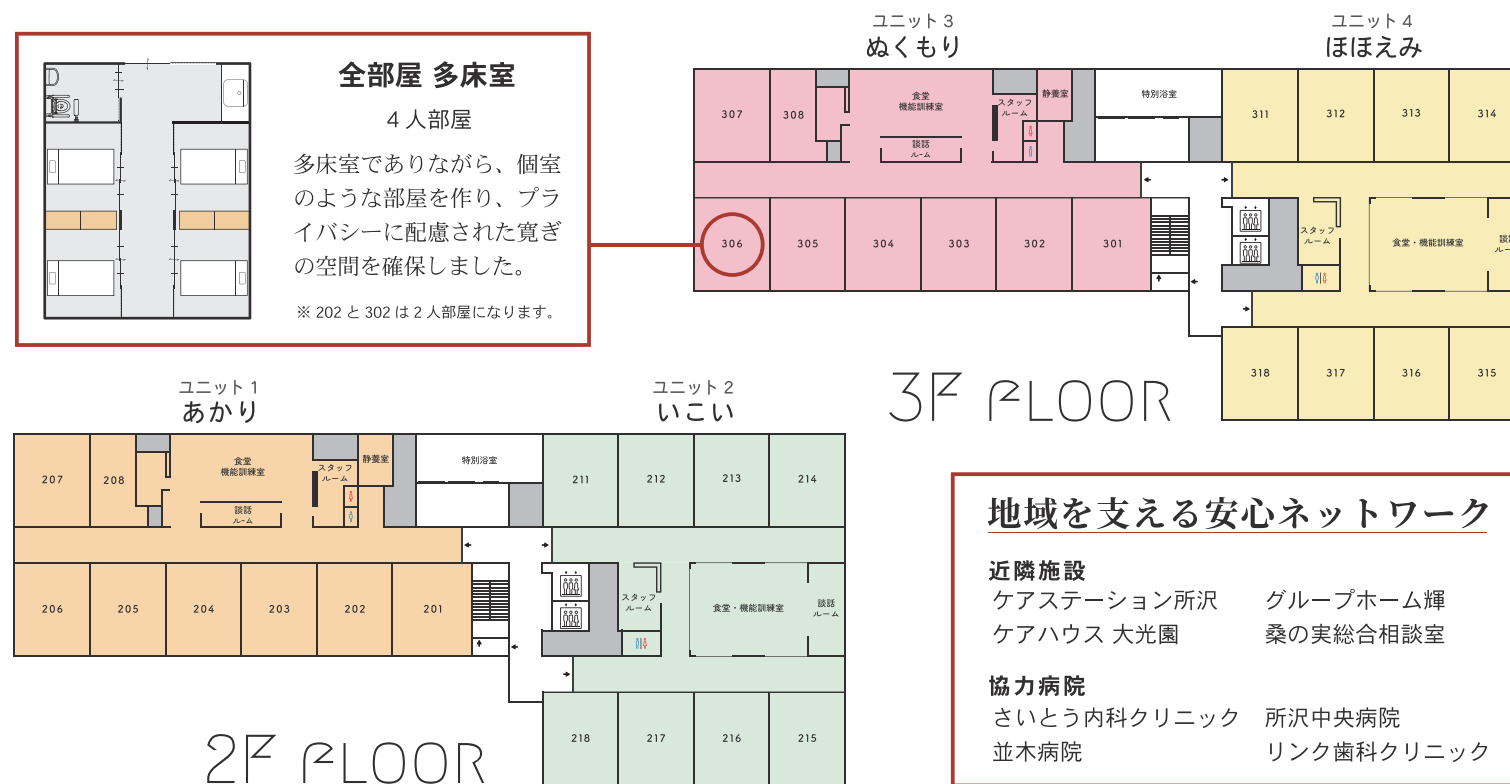 全部屋 多床室
4人部屋
多床室でありながら、個室
のような部屋を作り、プラ
イバシーに配慮された寛ぎ
の空間を確保しました。
※ 202 と 302 は 2 人部屋になります。
ユニット 3
ぬくもり
307
308
食堂
機能訓練室
談話
ルーム
スタッフ
ルーム
静養室
特別浴室
306
305
304
303
302
301
ユニット 4
ほほえみ
311
312
313
314
スタッフ
ルーム
食堂・機能訓練室
318
317
316
315
3F FLOOR
ユニット 1
あかり
207
208
食堂
機能訓練室
談話
ルーム
スタッフ
ルーム
静養室
特別浴室
206
205
204
203
202
201
ユニット 2
いこい
211
212
213
214
スタッフ
ルーム
食堂・機能訓練室
談話
ルーム
218
217
216
215
2F FLOOR
地域を支える安心ネットワーク
近隣施設
ケアステーション所沢 グループホーム輝
ケアハウス 大光園 桑の実総合相談室
協力病院
さいとう内科クリニック 所沢中央病院
並木病院 リンク歯科クリニック